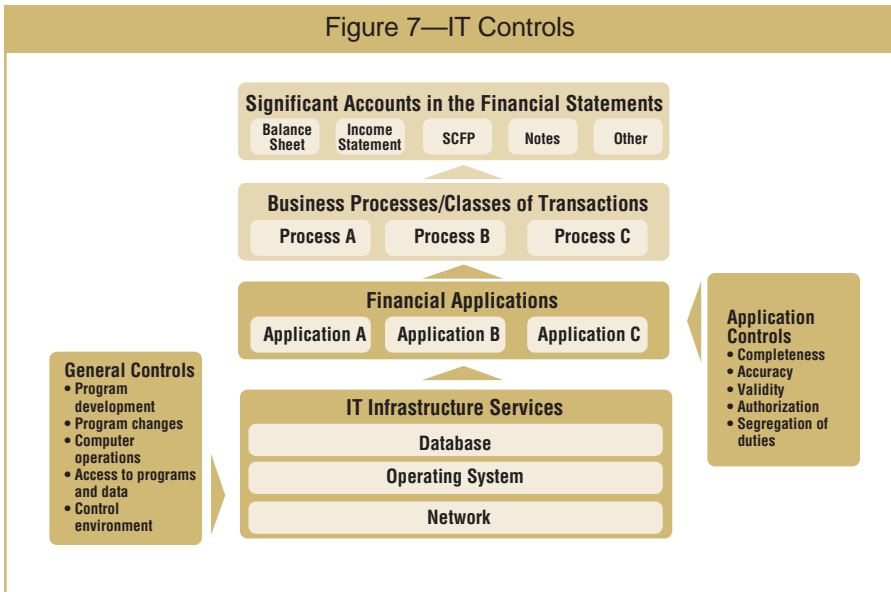 Figure 7—IT Controls
Significant Accounts in the Financial Statements
Balance
Sheet
Income
Statement
SCFP
Notes
Other
Business Processes/Classes of Transactions
Process A
Process B
Process C
Financial Applications
Application A
Application B
Application C
General Controls
• Program
development
• Program changes
• Computer
operations
• Access to programs
and data
• Control
environment
IT Infrastructure Services
Database
Operating System
Network
Application
Controls
• Completeness
• Accuracy
• Validity
• Authorization
• Segregation of
duties